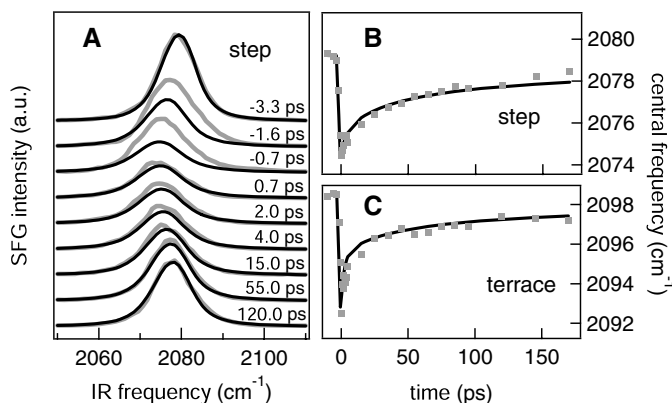 A
step
-3.3 ps
-1.6 ps
-0.7 ps
0.7 ps
2.0 ps
4.0 ps
15.0 ps
55.0 ps
120.0 ps
SFG intensity (a.u.)
2060 2080 2100
IR frequency (cm-1)
B
step
2080
2078
2076
2074
C
terrace
2098
2096
2094
2092
central frequency (cm-1)
0 50 100 150
time (ps)